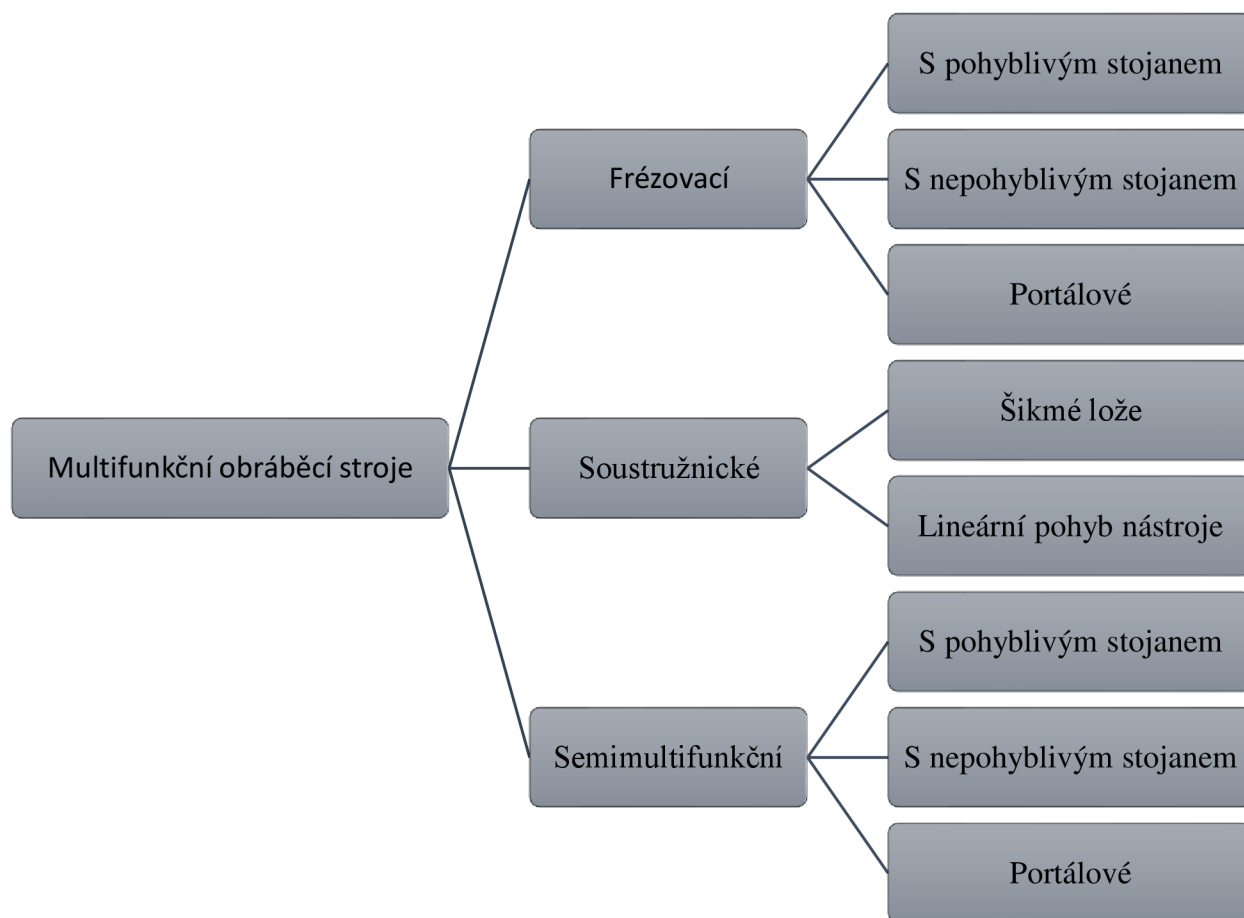 Multifunkční obráběcí stroje
Frézovací
S pohyblivým stojanem
S nepohyblivým stojanem
Portálové
Soustružnické
Šikmé lože
Lineární pohyb nástroje
Semimultifunkční
S pohyblivým stojanem
S nepohyblivým stojanem
Portálové